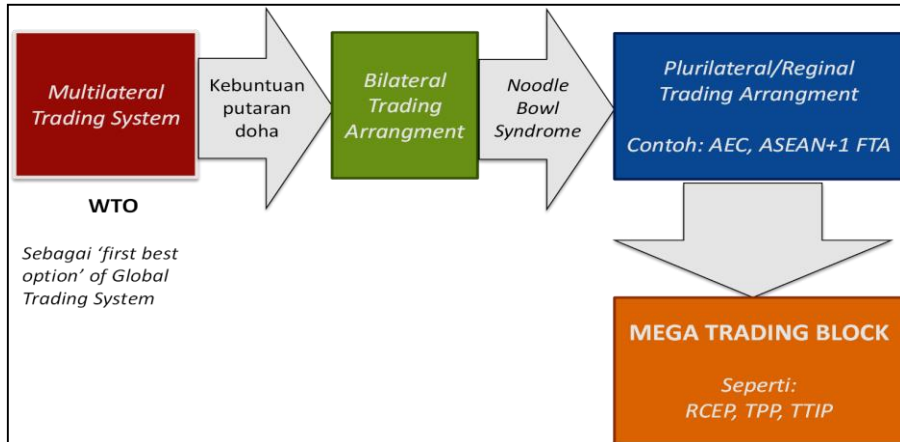 Multilateral
Trading System
WTO
Sebagai 'first best
option' of Global
Trading System
Kebuntuan
putaran
doha
Bilateral
Trading
Arrangment
Noodle
Bowl
Syndrome
Plurilateral/Reginal
Trading Arrangment
Contoh: AEC, ASEAN+1 FTA
MEGA TRADING BLOCK
Seperti:
RCEP, TPP, TTIP